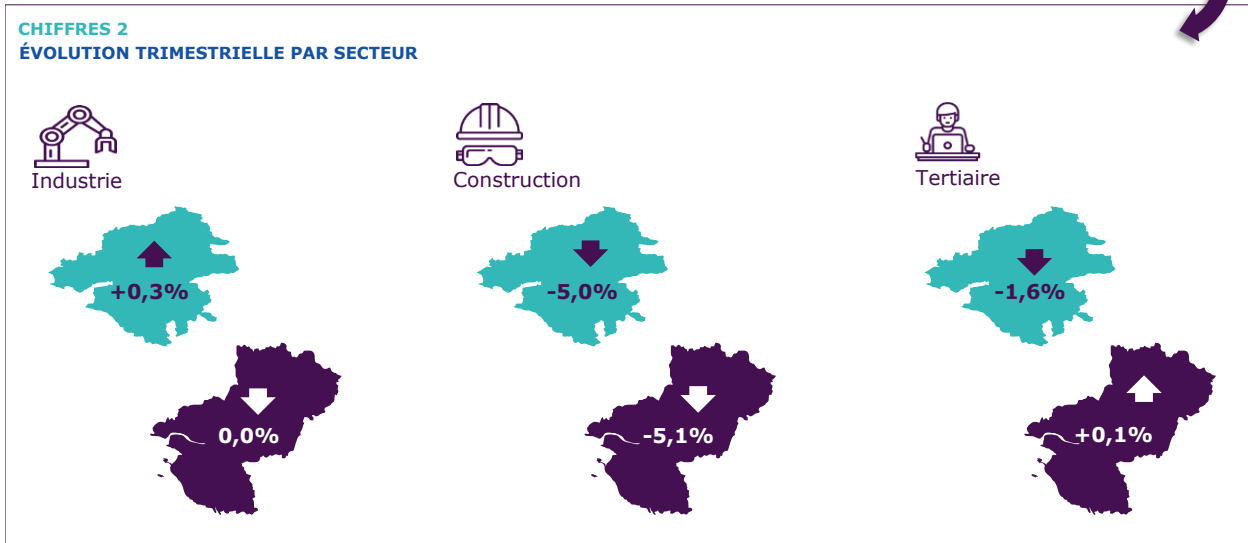 CHIFFRES 2
ÉVOLUTION TRIMESTRIELLE PAR SECTEUR
Industrie
+0,3%
0,0%
Construction
-5,0%
-5,1%
Tertiaire
-1,6%
+0,1%